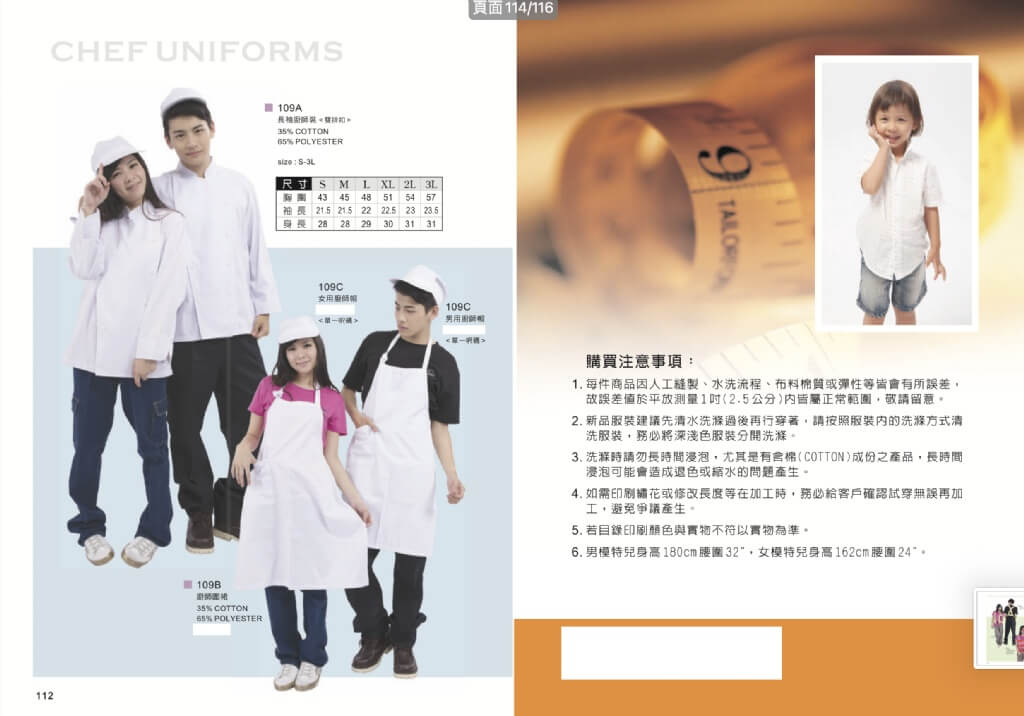 頁面 114/116
CHEF UNIFORMS
109A
長袖廚師裝<雙排扣>
35% COTTON
65% POLYESTER
size : S-3L
尺寸 S M L XL 2L 3L
胸圍 43 45 48 51 54 57
袖長 21.5 21.5 22 22.5 23 23.5
身長 28 28 29 30 31 31
109C
女用廚師帽
<單一呎碼>
109C
男用廚師帽
<單一呎碼>
109B
廚師圍裙
35% COTTON
65% POLYESTER
112
9
TAILOR
購買注意事項：
1. 每件商品因人工縫製、水洗流程、布料棉質或彈性等皆會有所誤差，
故誤差值於平放測量1吋(2.5公分)內皆屬正常範圍，敬請留意。
2. 新品服裝建議先清水洗滌過後再行穿著，請按照服裝內的洗滌方式清
洗服裝，務必將深淺色服裝分開洗滌。
3. 洗滌時請勿長時間浸泡，尤其是有含棉(COTTON)成份之產品，長時間
浸泡可能會造成退色或縮水的問題產生。
4. 如需印刷繡花或修改長度等在加工時，務必給客戶確認試穿無誤再加
工，避免爭議產生。
5. 若目錄印刷顏色與實物不符以實物為準。
6. 男模特兒身高180cm腰圍32"，女模特兒身高162cm腰圍24"。